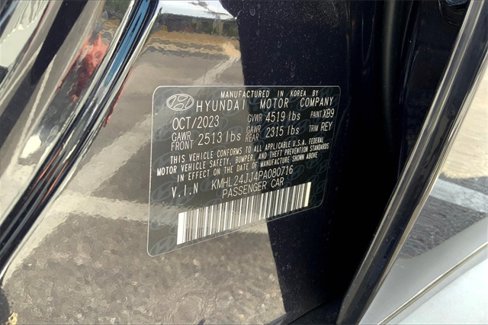 MANUFACTURED IN KOREA BY
HYUNDAI MOTOR COMPANY
OCT/2023 GVWR 4519 lbs PAINT XB9
GAWR FRONT 2513 lbs GAWR REAR 2315 lbs TRIM REY
THIS VEHICLE CONFORMS TO ALL APPLICABLE U.S. FEDERAL
MOTOR VEHICLE SAFETY, BUMPER, AND THEFT PREVENTION STANDARDS
IN EFFECT ON THE DATE OF MANUFACTURE SHOWN ABOVE.
V.I.N KMHL24JJ4PA080716
PASSENGER CAR